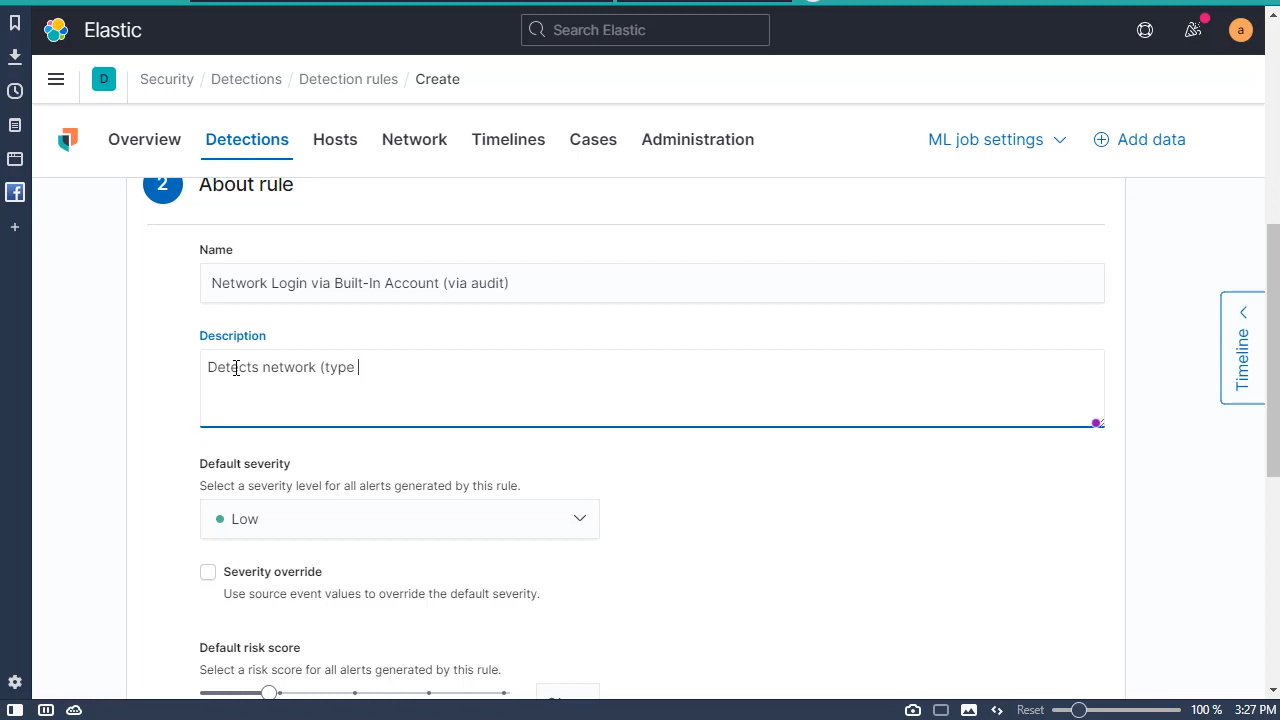 Elastic
Search Elastic
a
D
Security / Detections / Detection rules / Create
Overview
Detections
Hosts
Network
Timelines
Cases
Administration
ML job settings
Add data
2
About rule
Name
Network Login via Built-In Account (via audit)
Description
Detects network (type
Default severity
Select a severity level for all alerts generated by this rule.
Low
Severity override
Use source event values to override the default severity.
Default risk score
Select a risk score for all alerts generated by this rule.
Timeline
Reset
100 %
3:27 PM